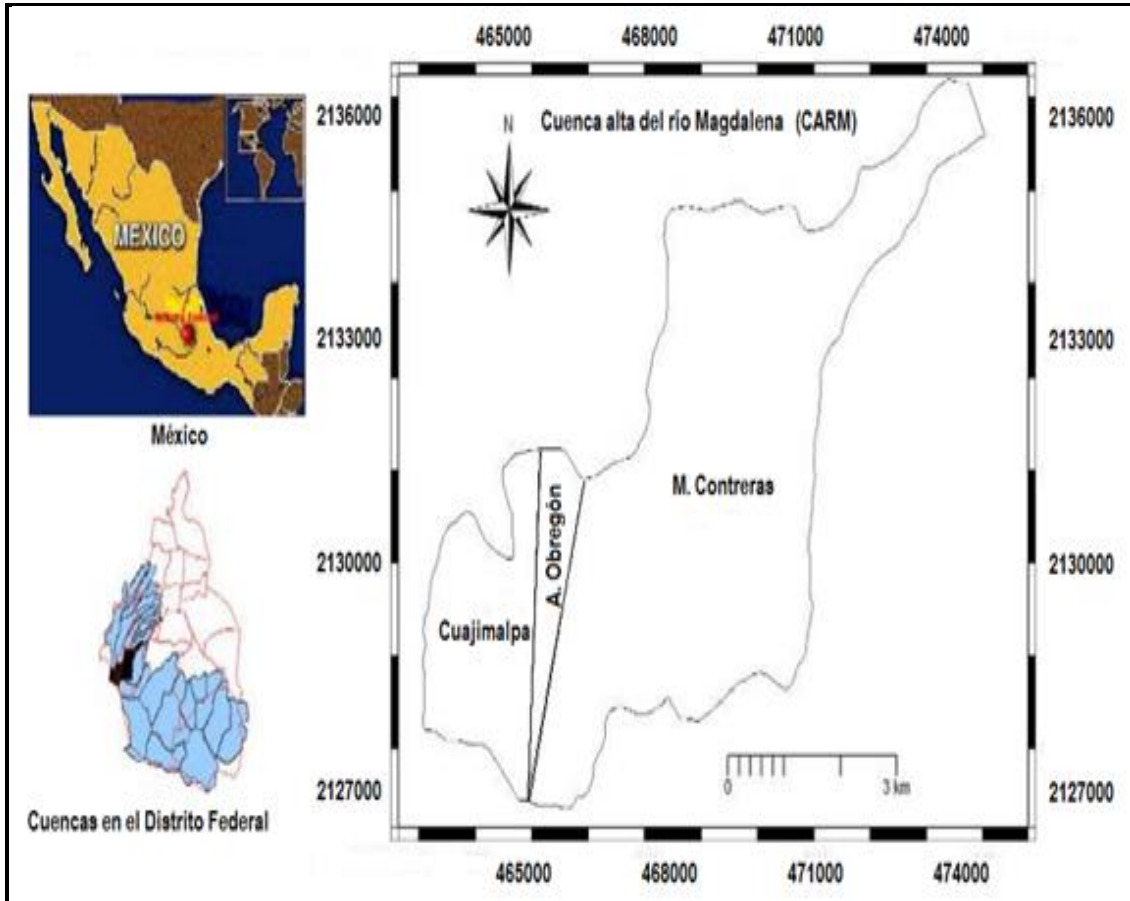 465000 468000 471000 474000
2136000 2136000
Cuenca alta del río Magdalena (CARM)
N
MEXICO
2133000 2133000
México
M. Contreras
A. Obregón
2130000 2130000
Cuajimalpa
0 3 km
2127000 2127000
Cuencas en el Distrito Federal
465000 468000 471000 474000